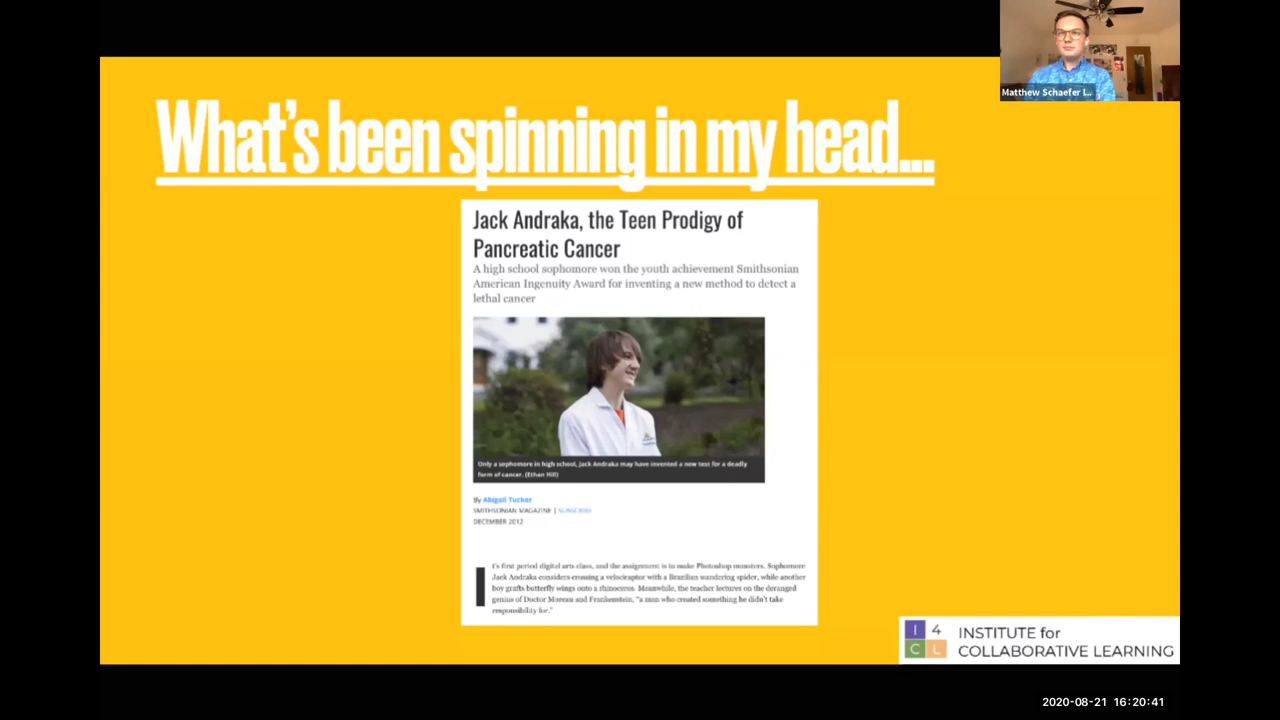 Matthew Schaefer L...
What's been spinning in my head...
Jack Andraka, the Teen Prodigy of
Pancreatic Cancer
A high school sophomore won the youth achievement Smithsonian
American Ingenuity Award for inventing a new method to detect a
lethal cancer
Only a sophomore in high school, Jack Andraka may have invented a new test for a deadly
form of cancer. (Ethan Hill)
By Abigail Tucker
SMITHSONIAN MAGAZINE | SUBSCRIBE
DECEMBER 2012
It's first period digital arts class, and the assignment is to make Photoshop monsters. Sophomore
Jack Andraka considers crossing a velociraptor with a Brazilian wandering spider, while another
boy grafts butterfly wings onto a rhinoceros. Meanwhile, the teacher lectures on the deranged
genius of Doctor Moreau and Frankenstein, "a man who created something he didn't take
responsibility for."
I 4
C L
INSTITUTE for
COLLABORATIVE LEARNING
2020-08-21 16:20:41